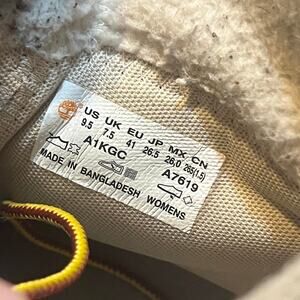 US UK EU JP MX CN
9.5 7.5 41 26.5 26.0 265(1.5)
A1KGC A7619
MADE IN BANGLADESH WOMENS